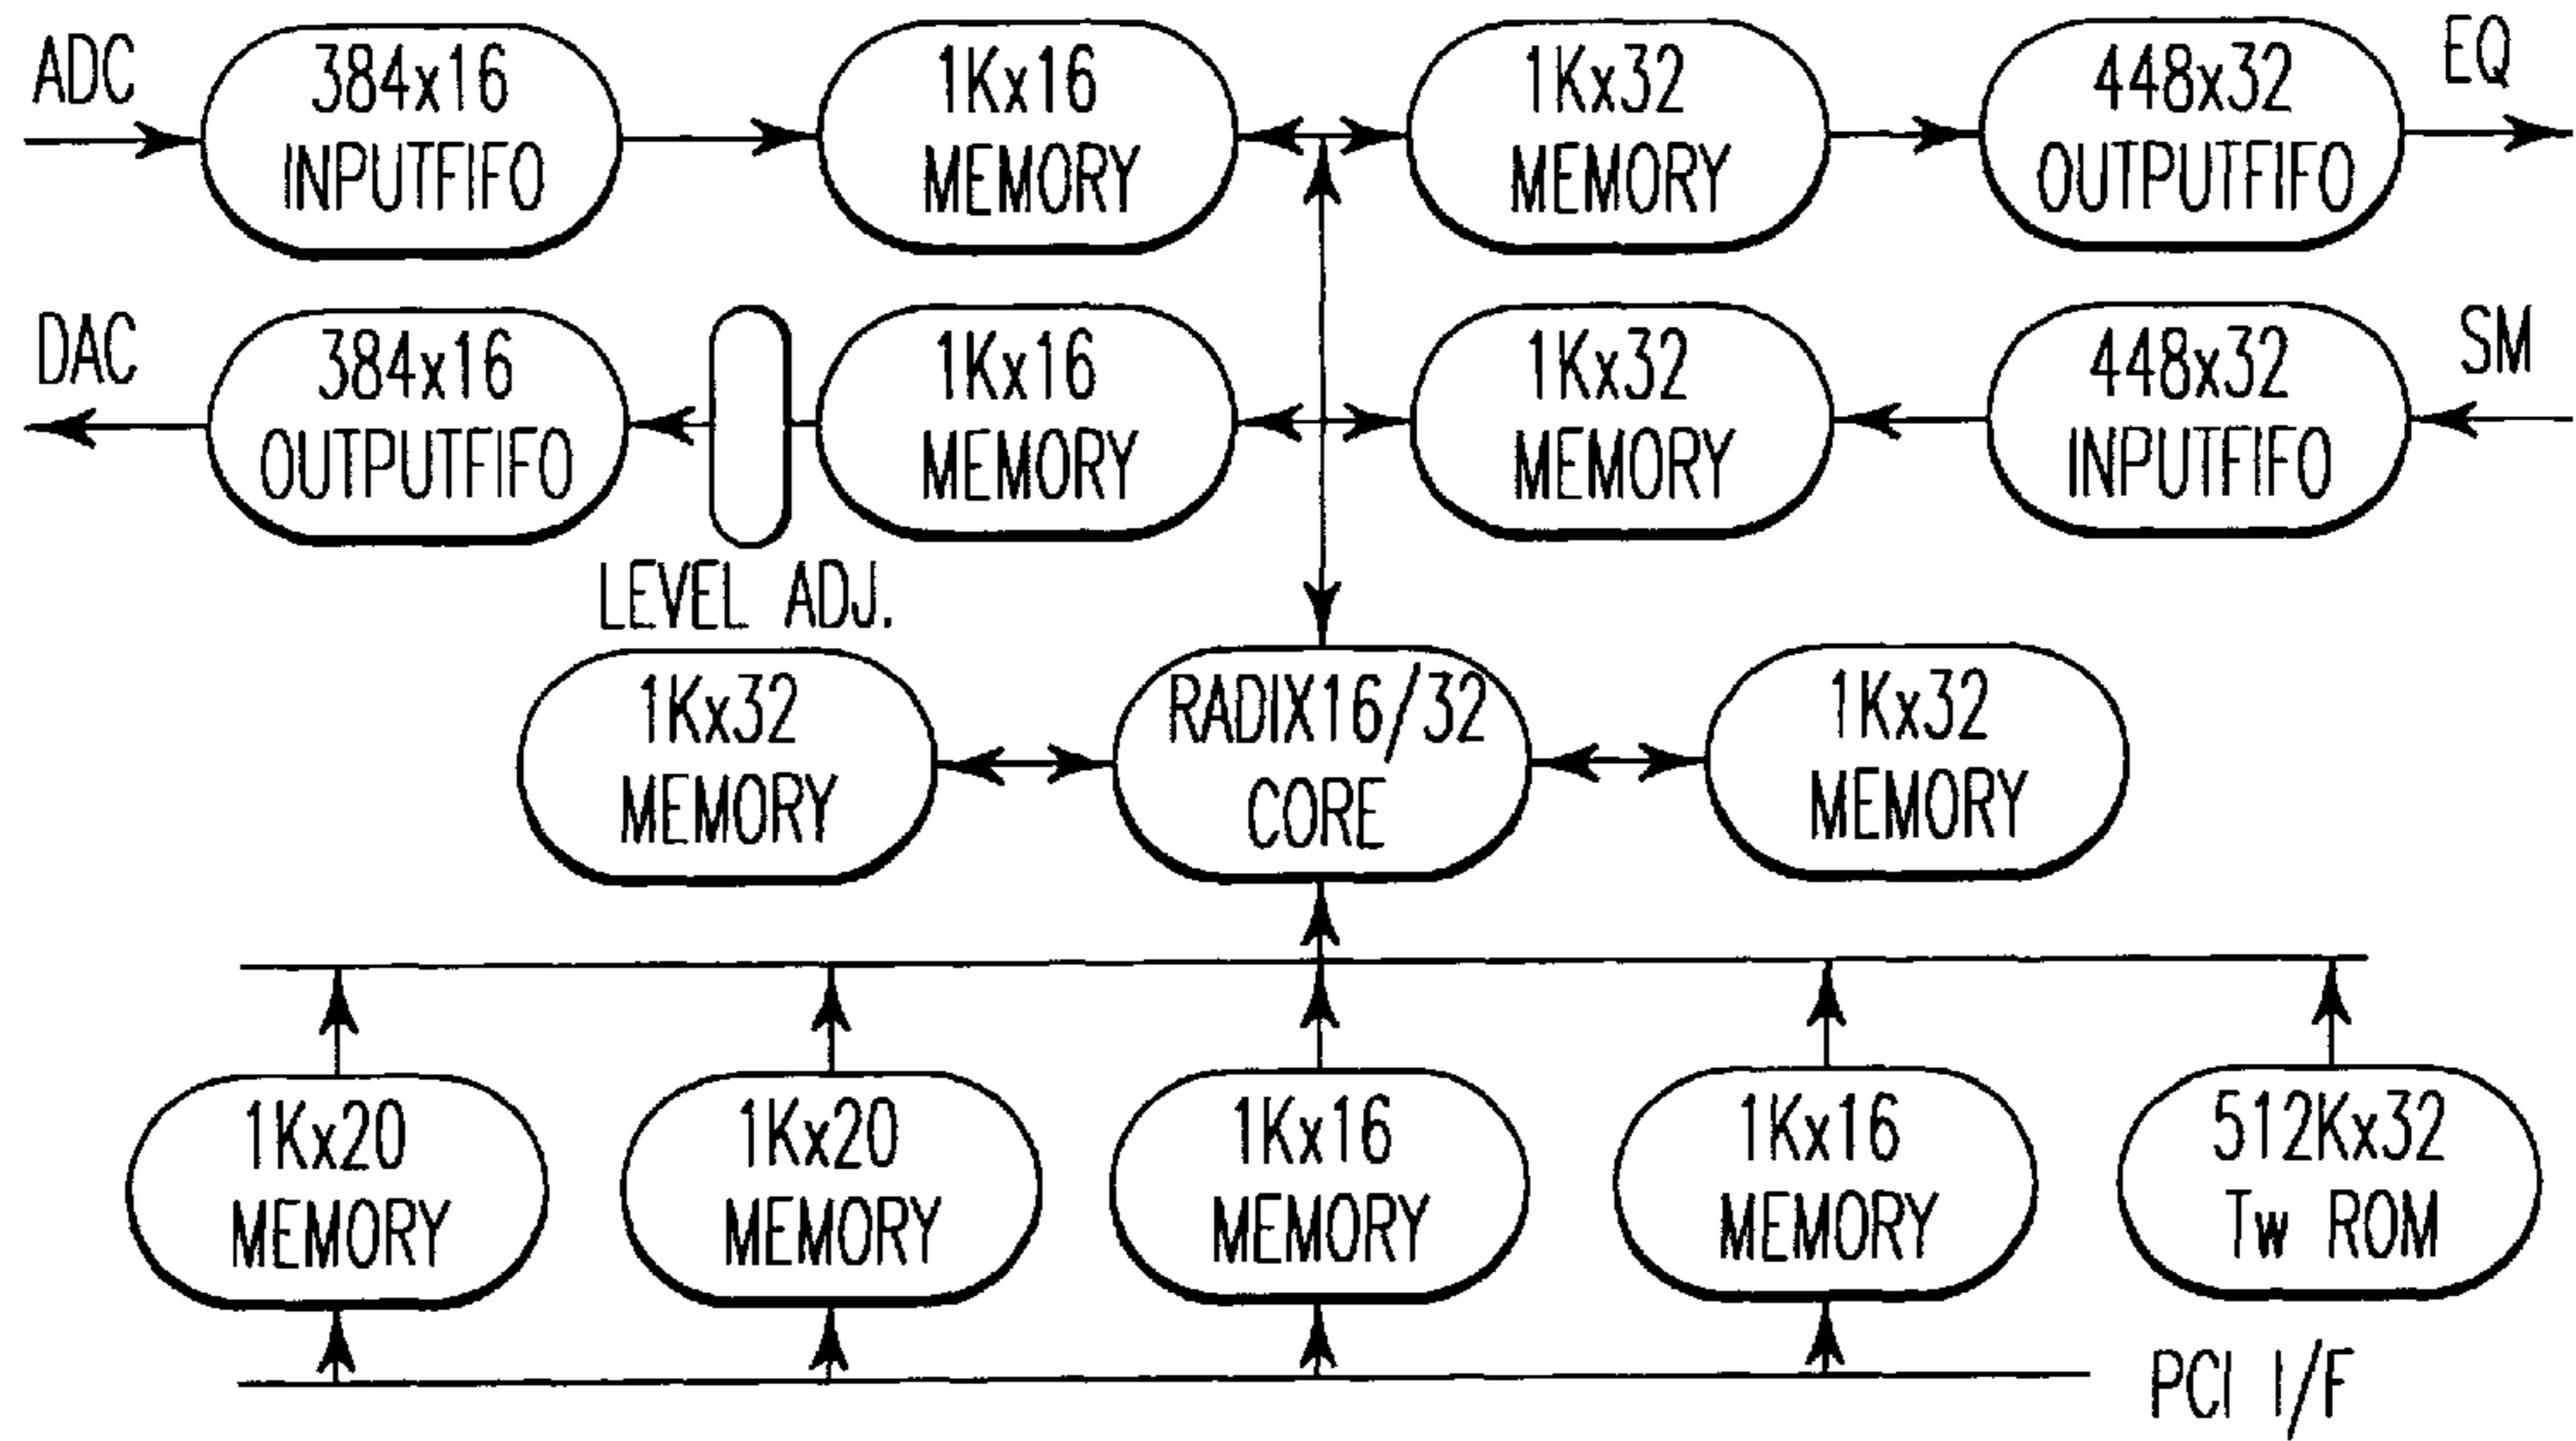 ADC
384x16
INPUTFIFO
1Kx16
MEMORY
1Kx32
MEMORY
448x32
OUTPUTFIFO
EQ
DAC
384x16
OUTPUTFIFO
LEVEL ADJ.
1Kx16
MEMORY
1Kx32
MEMORY
448x32
INPUTFIFO
SM
1Kx32
MEMORY
RADIX16/32
CORE
1Kx32
MEMORY
1Kx20
MEMORY
1Kx20
MEMORY
1Kx16
MEMORY
1Kx16
MEMORY
512Kx32
Tw ROM
PCI I/F